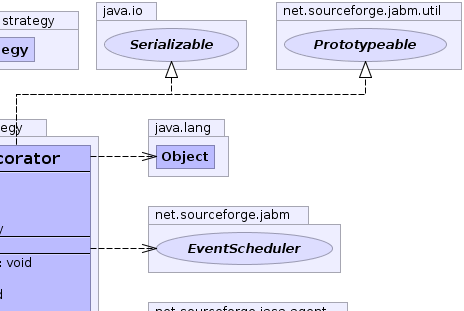 java.io
net.sourceforge.jabm.util
strategy
egy
Serializable
Prototypeable
egy
java.lang
corator
Object
net.sourceforge.jabm
y
EventScheduler
: void
d